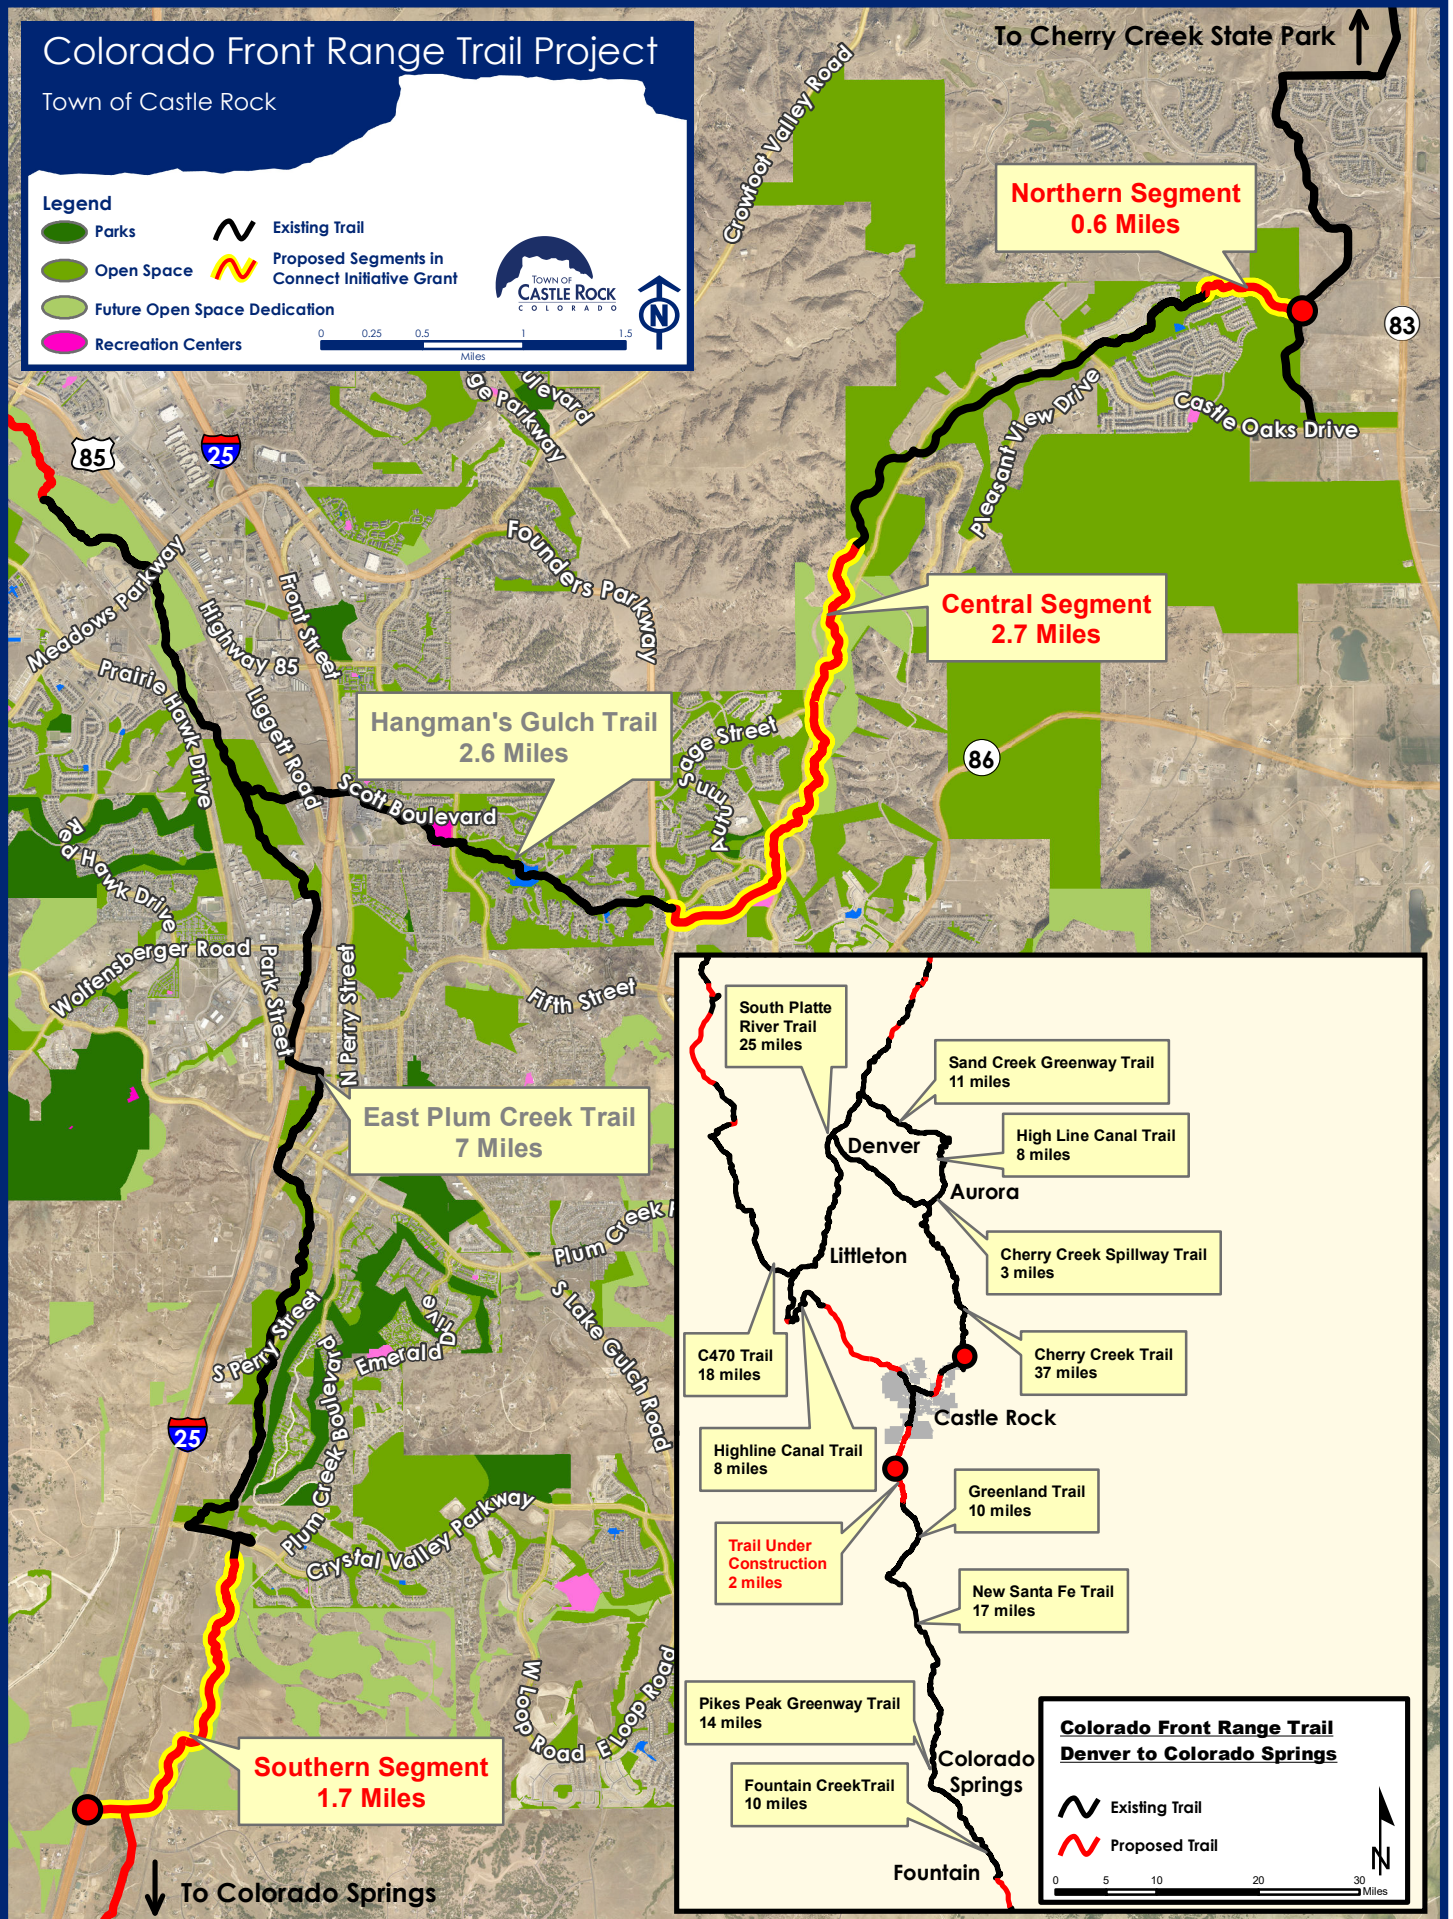 Colorado Front Range Trail Project
Town of Castle Rock
Legend
Parks
Open Space
Future Open Space Dedication
Recreation Centers
Existing Trail
Proposed Segments in
Connect Initiative Grant
TOWN OF
CASTLE ROCK
COLORADO
N
0 0.25 0.5 1 1.5
Miles
To Cherry Creek State Park
Crowfoot Valley Road
Northern Segment
0.6 Miles
83
ulevard
ge Parkway
Pleasant View Drive
Castle Oaks Drive
85
25
Founders Parkway
Meadows Parkway
Front Street
Highway 85
Prairie Hawk Drive
Liggett Road
Central Segment
2.7 Miles
Hangman's Gulch Trail
2.6 Miles
Sage Street
Autumn
86
Scott Boulevard
Red Hawk Drive
Wolfensberger Road
Park Street
N Perry Street
Fifth Street
East Plum Creek Trail
7 Miles
Plum Creek
S Lake Gulch Road
Emerald Drive
S Perry Street
Plum Creek Boulevard
25
Crystal Valley Parkway
W Loop Road
E Loop Road
Southern Segment
1.7 Miles
To Colorado Springs
South Platte
River Trail
25 miles
Sand Creek Greenway Trail
11 miles
Denver
High Line Canal Trail
8 miles
Aurora
Littleton
Cherry Creek Spillway Trail
3 miles
C470 Trail
18 miles
Cherry Creek Trail
37 miles
Castle Rock
Highline Canal Trail
8 miles
Greenland Trail
10 miles
Trail Under
Construction
2 miles
New Santa Fe Trail
17 miles
Pikes Peak Greenway Trail
14 miles
Colorado
Springs
Fountain CreekTrail
10 miles
Fountain
Colorado Front Range Trail
Denver to Colorado Springs
Existing Trail
Proposed Trail
N
0 5 10 20 30
Miles